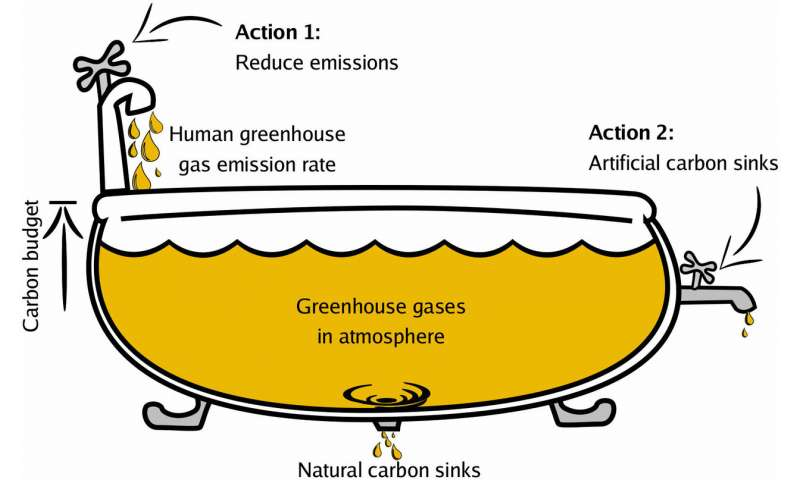 Action 1:
Reduce emissions
Human greenhouse
gas emission rate
Action 2:
Artificial carbon sinks
Carbon budget
Greenhouse gases
in atmosphere
Natural carbon sinks